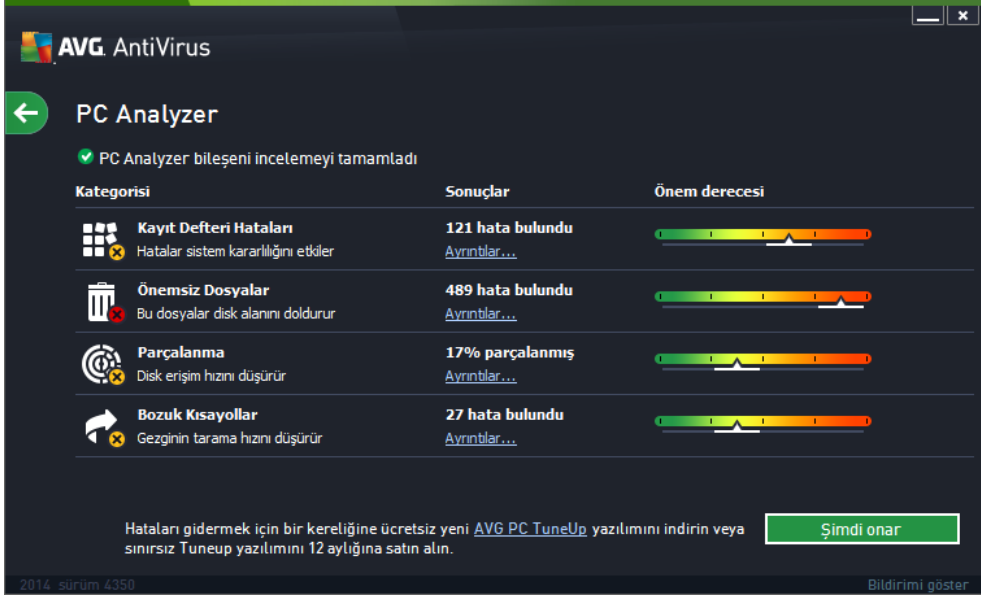 AVG. AntiVirus
PC Analyzer
PC Analyzer bileşeni incelemeyi tamamladı
Kategorisi Sonuçlar Önem derecesi
Kayıt Defteri Hataları 121 hata bulundu
Hatalar sistem kararlılığını etkiler Ayrıntılar...
Önemsiz Dosyalar 489 hata bulundu
Bu dosyalar disk alanını doldurur Ayrıntılar...
Parçalanma 17% parçalanmış
Disk erişim hızını düşürür Ayrıntılar...
Bozuk Kısayollar 27 hata bulundu
Gezginin tarama hızını düşürür Ayrıntılar...
Hataları gidermek için bir kereliğine ücretsiz yeni AVG PC TuneUp yazılımını indirin veya
sınırsız Tuneup yazılımını 12 aylığına satın alın.
Şimdi onar
2014 sürüm 4350 Bildirimi göster